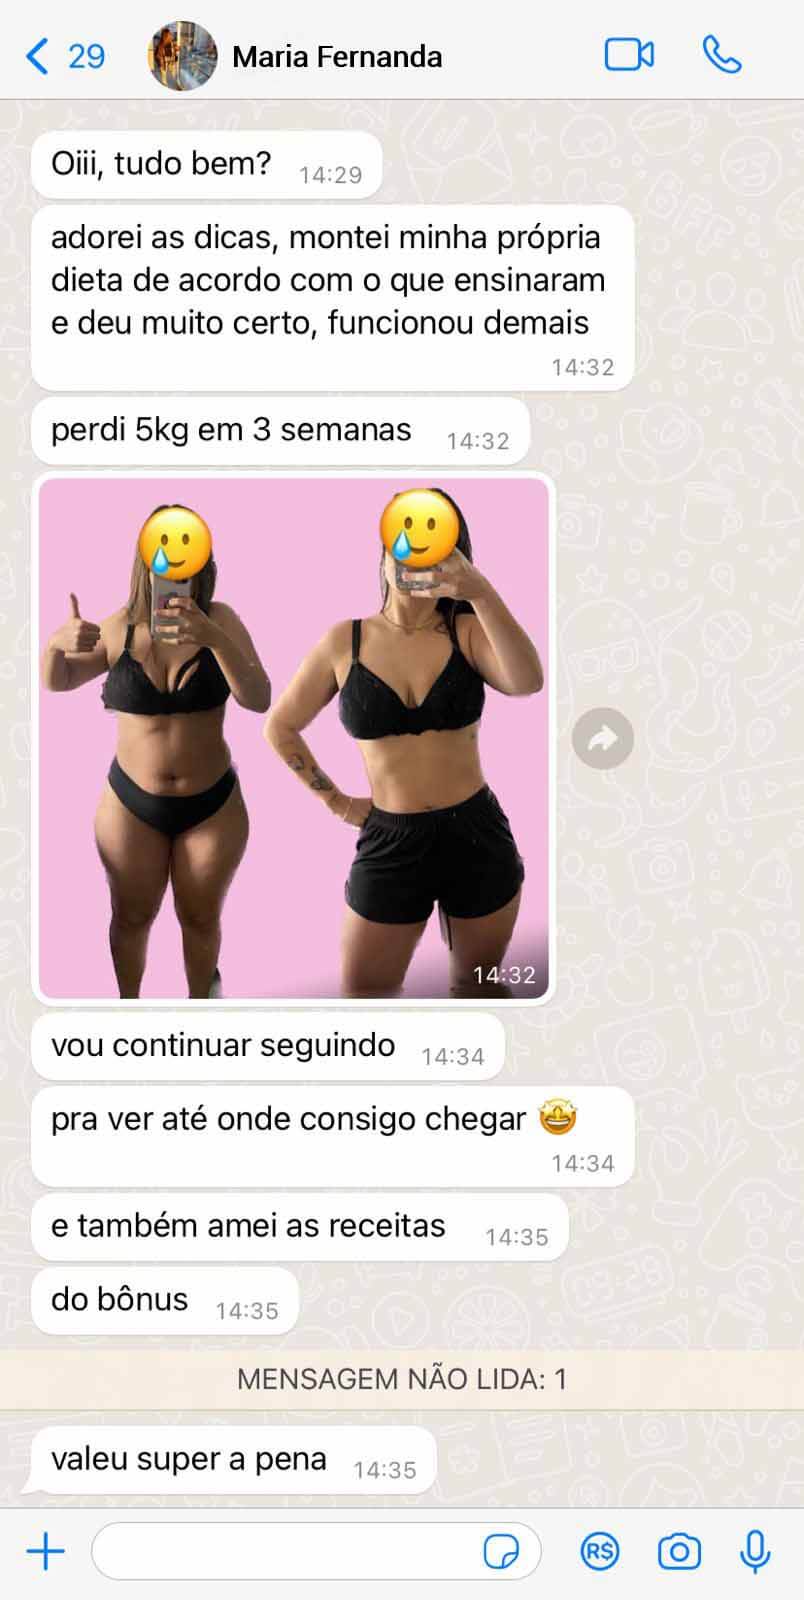 29 Maria Fernanda
Oiii, tudo bem? 14:29
adorei as dicas, montei minha própria
dieta de acordo com o que ensinaram
e deu muito certo, funcionou demais
14:32
perdi 5kg em 3 semanas 14:32
14:32
vou continuar seguindo 14:34
pra ver até onde consigo chegar 🤩
14:34
e também amei as receitas 14:35
do bônus 14:35
MENSAGEM NÃO LIDA: 1
valeu super a pena 14:35
R$